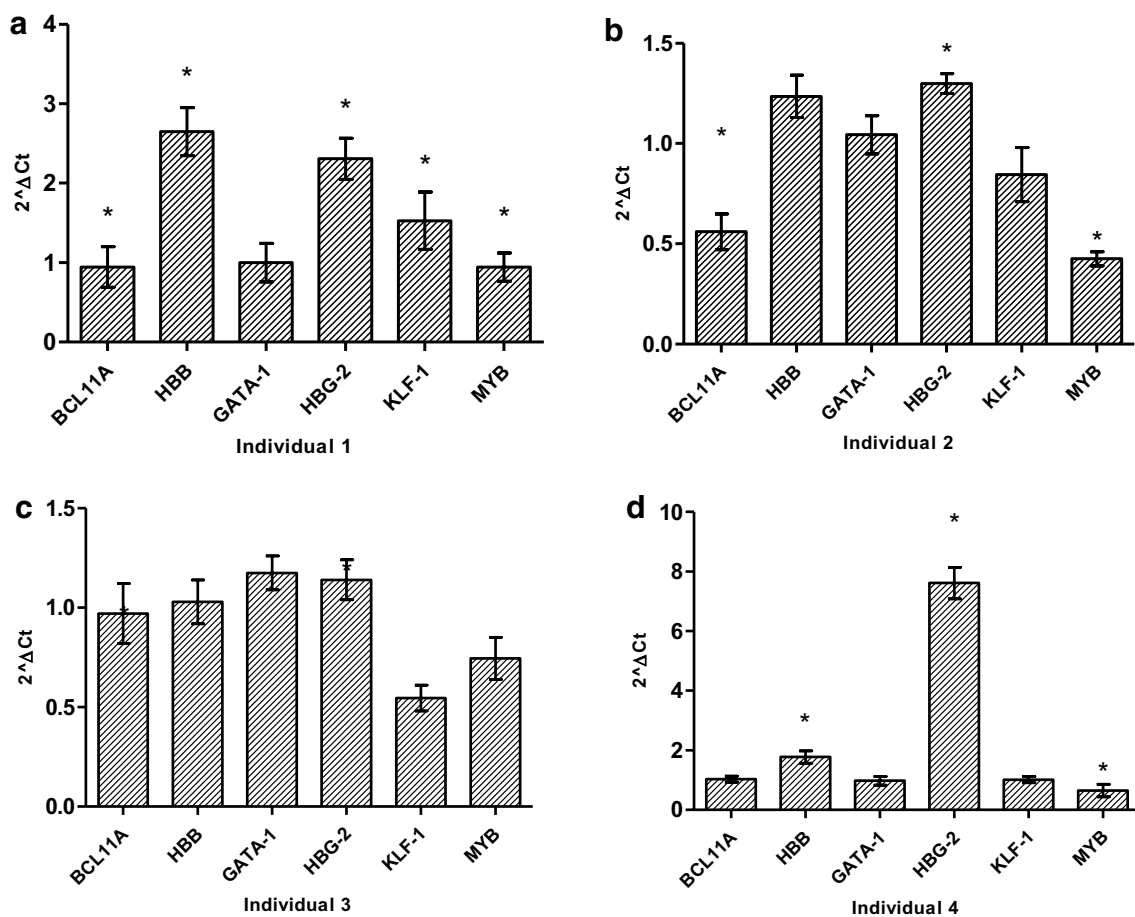 a
4
3
2
1
0
2^ΔCt
*
*
*
*
*
BCL11A
HBB
GATA-1
HBG-2
KLF-1
MYB
Individual 1
b
1.5
1.0
0.5
0.0
2^ΔCt
*
*
*
BCL11A
HBB
GATA-1
HBG-2
KLF-1
MYB
Individual 2
c
1.5
1.0
0.5
0.0
2^ΔCt
*
*
BCL11A
HBB
GATA-1
HBG-2
KLF-1
MYB
Individual 3
d
10
8
6
4
2
0
2^ΔCt
*
*
*
BCL11A
HBB
GATA-1
HBG-2
KLF-1
MYB
Individual 4